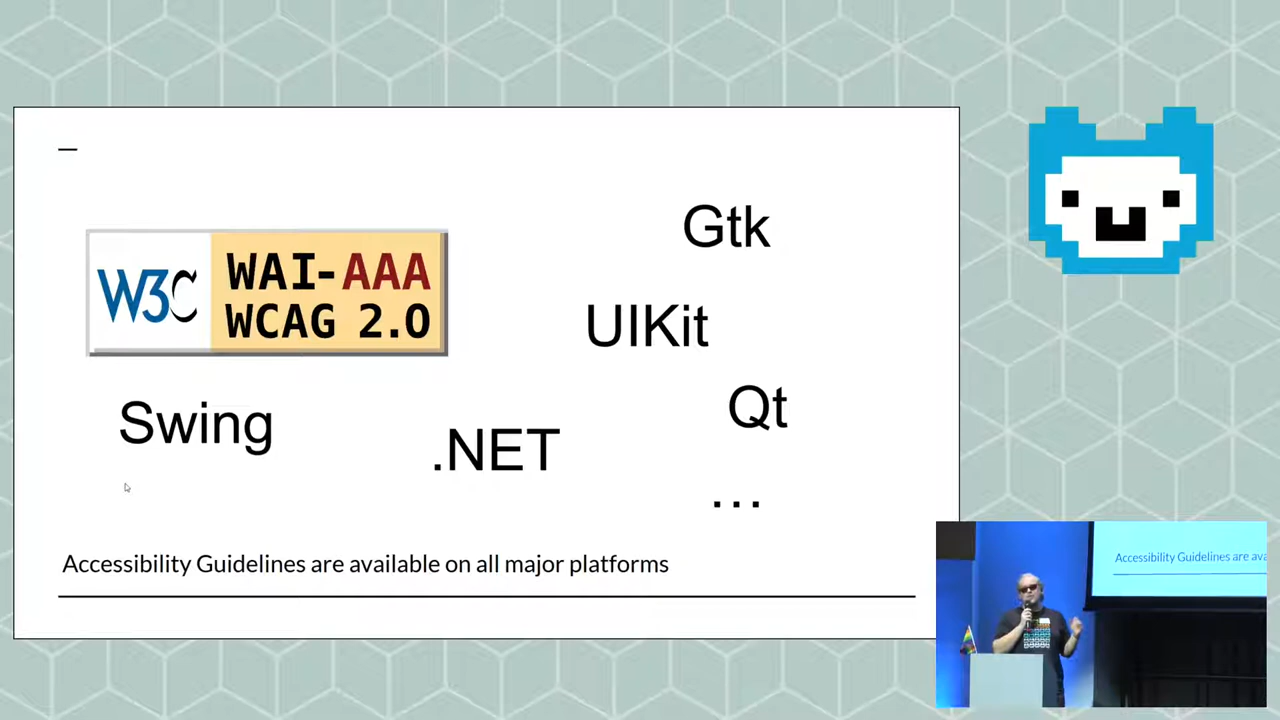 W3C
WAI-AAA
WCAG 2.0
Gtk
UIKit
Qt
Swing
.NET
...
Accessibility Guidelines are available on all major platforms
Accessibility Guidelines are ava